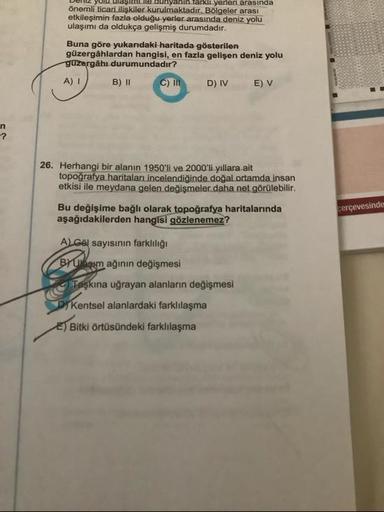 Deniz yolu ulaşımı ile dünyanın farklı yerleri arasında
önemli ticari ilişkiler kurulmaktadır. Bölgeler arası
etkileşimin fazla olduğu yerler arasında deniz yolu
ulaşımı da oldukça gelişmiş durumdadır.
Buna göre yukarıdaki haritada gösterilen
güzergâhlardan hangisi, en fazla gelişen deniz yolu
güzergâhı durumundadır?
A) I B) II C) III D) IV E) V
n
?
26. Herhangi bir alanın 1950'li ve 2000'li yıllara ait
topoğrafya haritaları incelendiğinde doğal ortamda insan
etkisi ile meydana gelen değişmeler daha net görülebilir.
Bu değişime bağlı olarak topoğrafya haritalarında
aşağıdakilerden hangisi gözlenemez?
A) Göl sayısının farklılığı
B) Ulaşım ağının değişmesi
C) Taşkına uğrayan alanların değişmesi
D) Kentsel alanlardaki farklılaşma
E) Bitki örtüsündeki farklılaşma
çerçevesinde